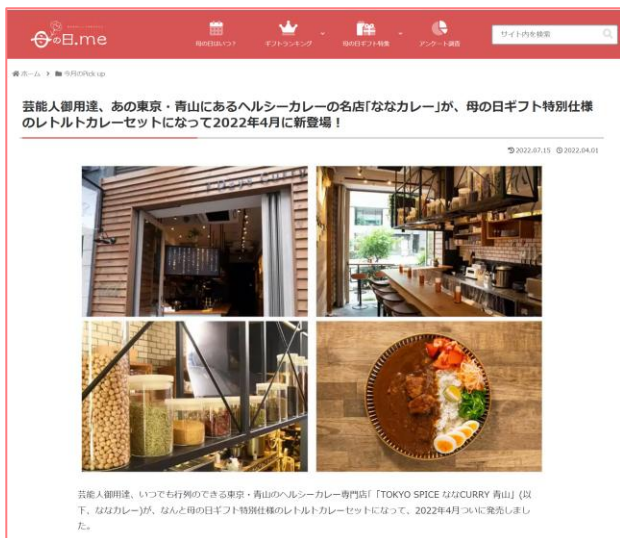 母の日.me
母の日はいつ？
ギフトランキング
母の日ギフト特集
アンケート調査
サイト内を検索
ホーム > 今月のPick up
芸能人御用達、あの東京・青山にあるヘルシーカレーの名店「ななカレー」が、母の日ギフト特別仕様
のレトルトカレーセットになって2022年4月に新登場！
2022.07.15 2022.04.01
7 Days Curry
芸能人御用達、いつでも行列のできる東京・青山のヘルシーカレー専門店「「TOKYO SPICE ななCURRY 青山」(以
下、ななカレー)が、なんと母の日ギフト特別仕様のレトルトカレーセットになって、2022年4月ついに発売しまし
た。